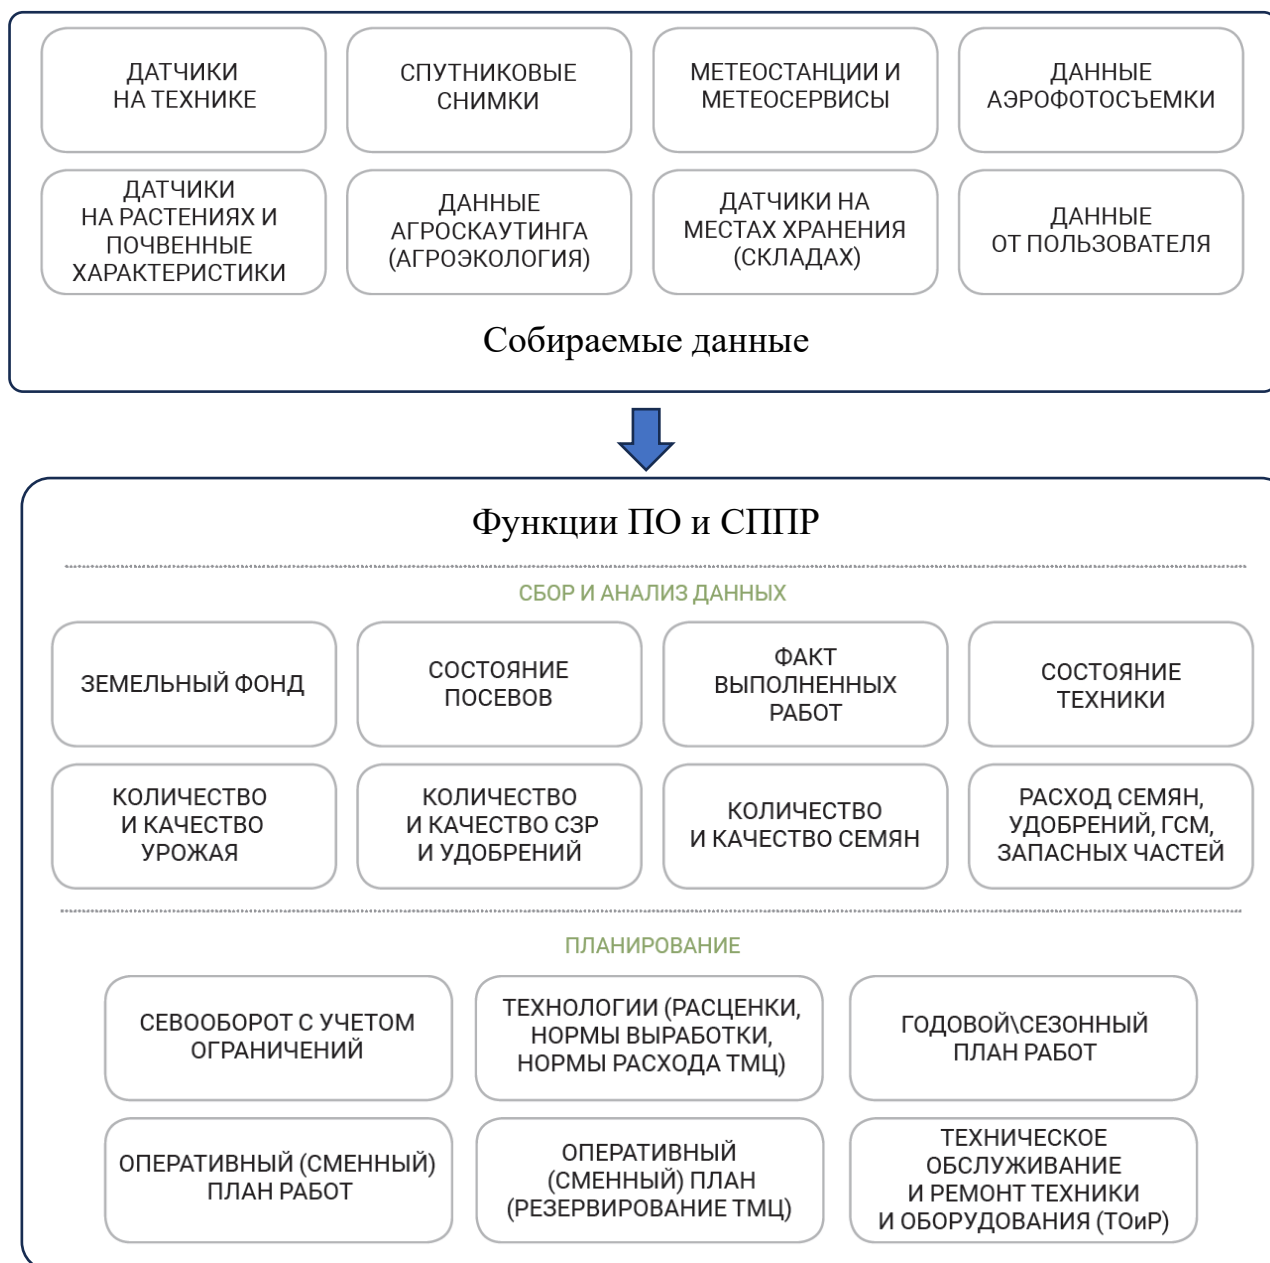 ДАТЧИКИ
НА ТЕХНИКЕ
СПУТНИКОВЫЕ
СНИМКИ
МЕТЕОСТАНЦИИ И
МЕТЕОСЕРВИСЫ
ДАННЫЕ
АЭРОФОТОСЪЕМКИ
ДАТЧИКИ
НА РАСТЕНИЯХ И
ПОЧВЕННЫЕ
ХАРАКТЕРИСТИКИ
ДАННЫЕ
АГРОСКАУТИНГА
(АГРОЭКОЛОГИЯ)
ДАТЧИКИ НА
МЕСТАХ ХРАНЕНИЯ
(СКЛАДАХ)
ДАННЫЕ
ОТ ПОЛЬЗОВАТЕЛЯ
Собираемые данные
Функции ПО и СППР
СБОР И АНАЛИЗ ДАННЫХ
ЗЕМЕЛЬНЫЙ ФОНД
СОСТОЯНИЕ
ПОСЕВОВ
ФАКТ
ВЫПОЛНЕННЫХ
РАБОТ
СОСТОЯНИЕ
ТЕХНИКИ
КОЛИЧЕСТВО
И КАЧЕСТВО
УРОЖАЯ
КОЛИЧЕСТВО
И КАЧЕСТВО СЗР
И УДОБРЕНИЙ
КОЛИЧЕСТВО
И КАЧЕСТВО СЕМЯН
РАСХОД СЕМЯН,
УДОБРЕНИЙ, ГСМ,
ЗАПАСНЫХ ЧАСТЕЙ
ПЛАНИРОВАНИЕ
СЕВООБОРОТ С УЧЕТОМ
ОГРАНИЧЕНИЙ
ТЕХНОЛОГИИ (РАСЦЕНКИ,
НОРМЫ ВЫРАБОТКИ,
НОРМЫ РАСХОДА ТМЦ)
ГОДОВОЙ\СЕЗОННЫЙ
ПЛАН РАБОТ
ОПЕРАТИВНЫЙ (СМЕННЫЙ)
ПЛАН РАБОТ
ОПЕРАТИВНЫЙ
(СМЕННЫЙ) ПЛАН
(РЕЗЕРВИРОВАНИЕ ТМЦ)
ТЕХНИЧЕСКОЕ
ОБСЛУЖИВАНИЕ
И РЕМОНТ ТЕХНИКИ
И ОБОРУДОВАНИЯ (ТОиР)